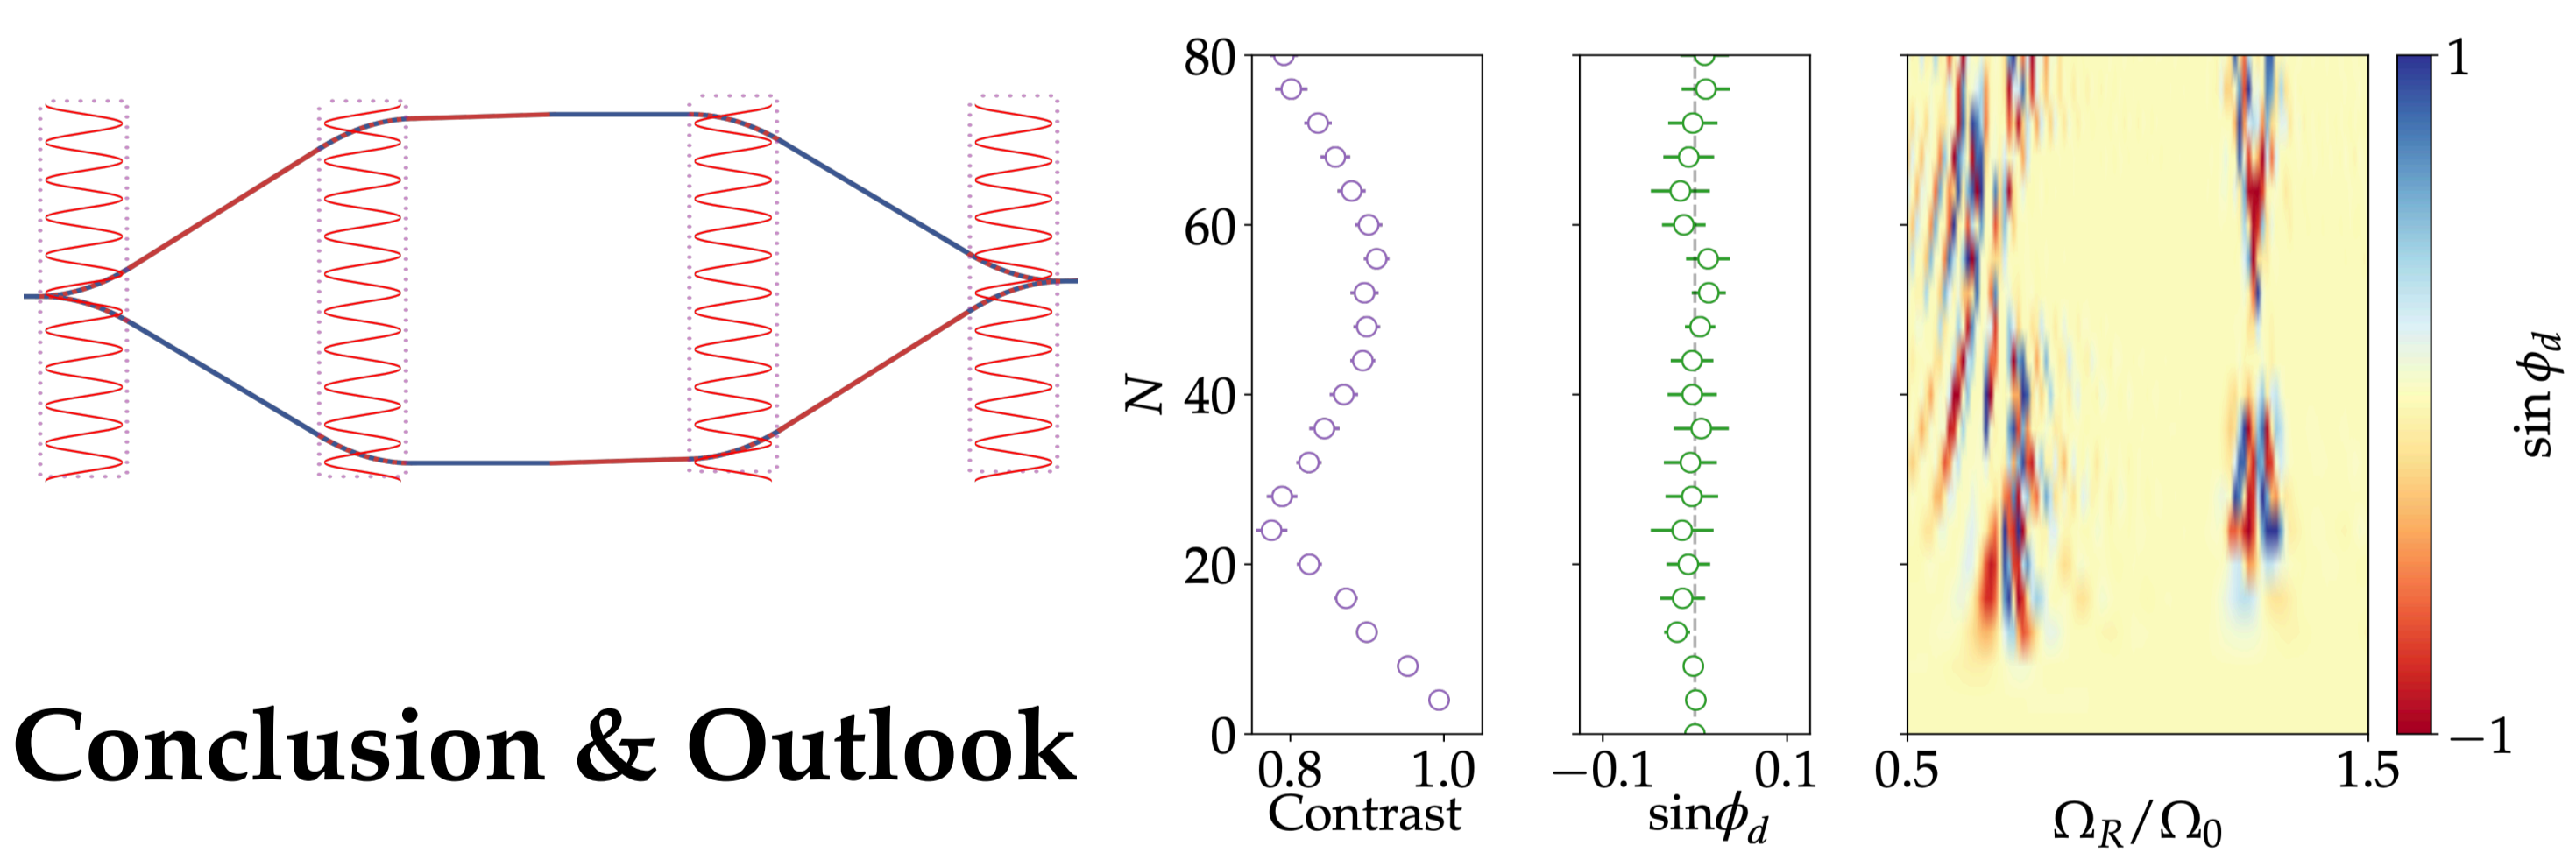 Conclusion & Outlook
N
80
60
40
20
0
0.8 1.0
Contrast
−0.1 0.1
sinϕ_d
0.5 1.5
Ω_R/Ω_0
1
−1
sin ϕ_d